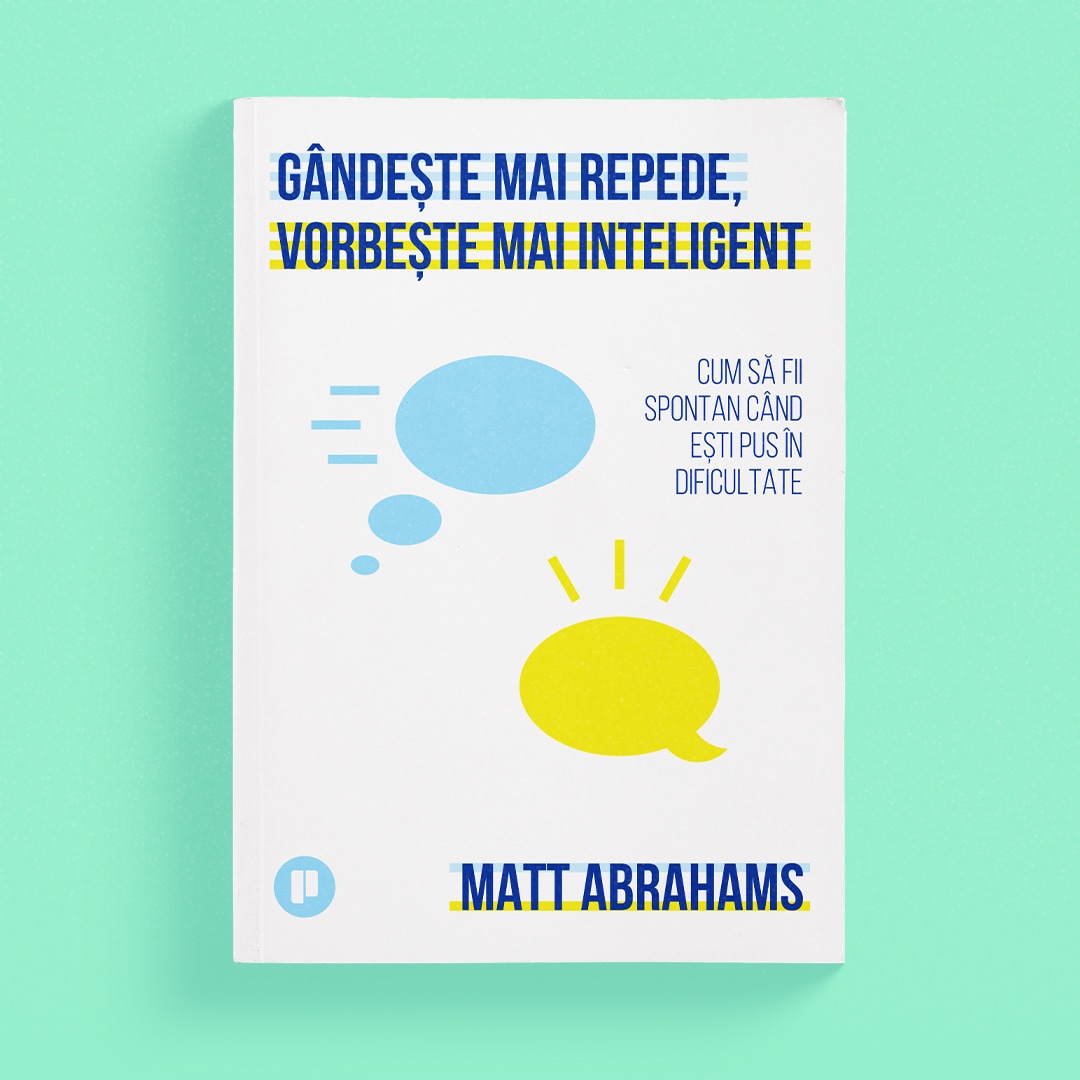 GÂNDEȘTE MAI REPEDE,
VORBEȘTE MAI INTELIGENT
CUM SĂ FII
SPONTAN CÂND
EȘTI PUS ÎN
DIFICULTATE
MATT ABRAHAMS